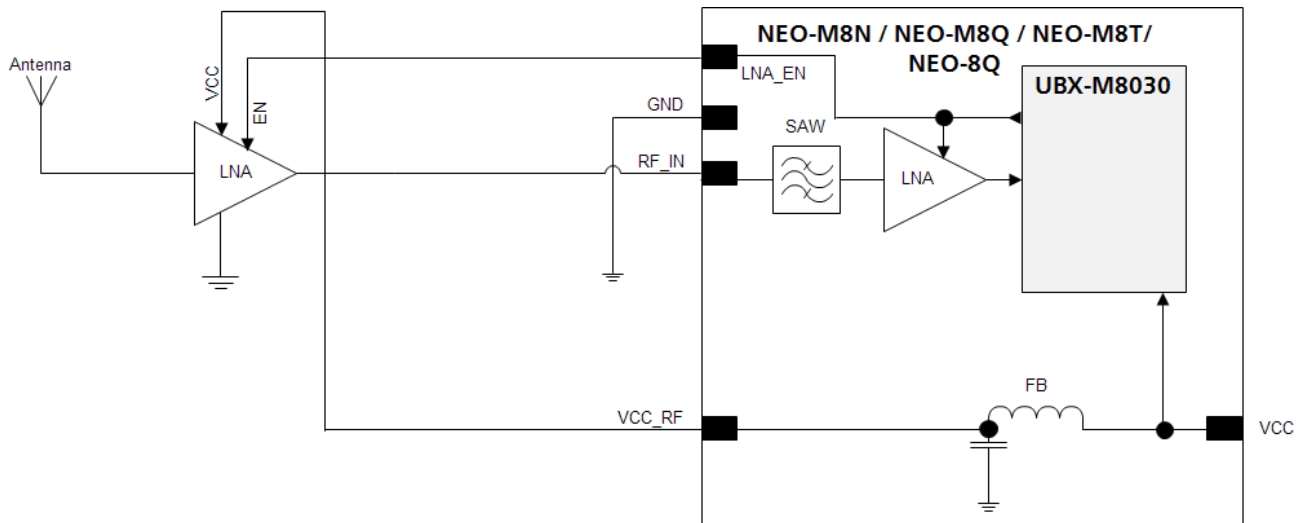 NEO-M8N / NEO-M8Q / NEO-M8T/
NEO-8Q
Antenna
VCC
EN
LNA
LNA_EN
GND
RF_IN
SAW
LNA
UBX-M8030
VCC_RF
FB
VCC